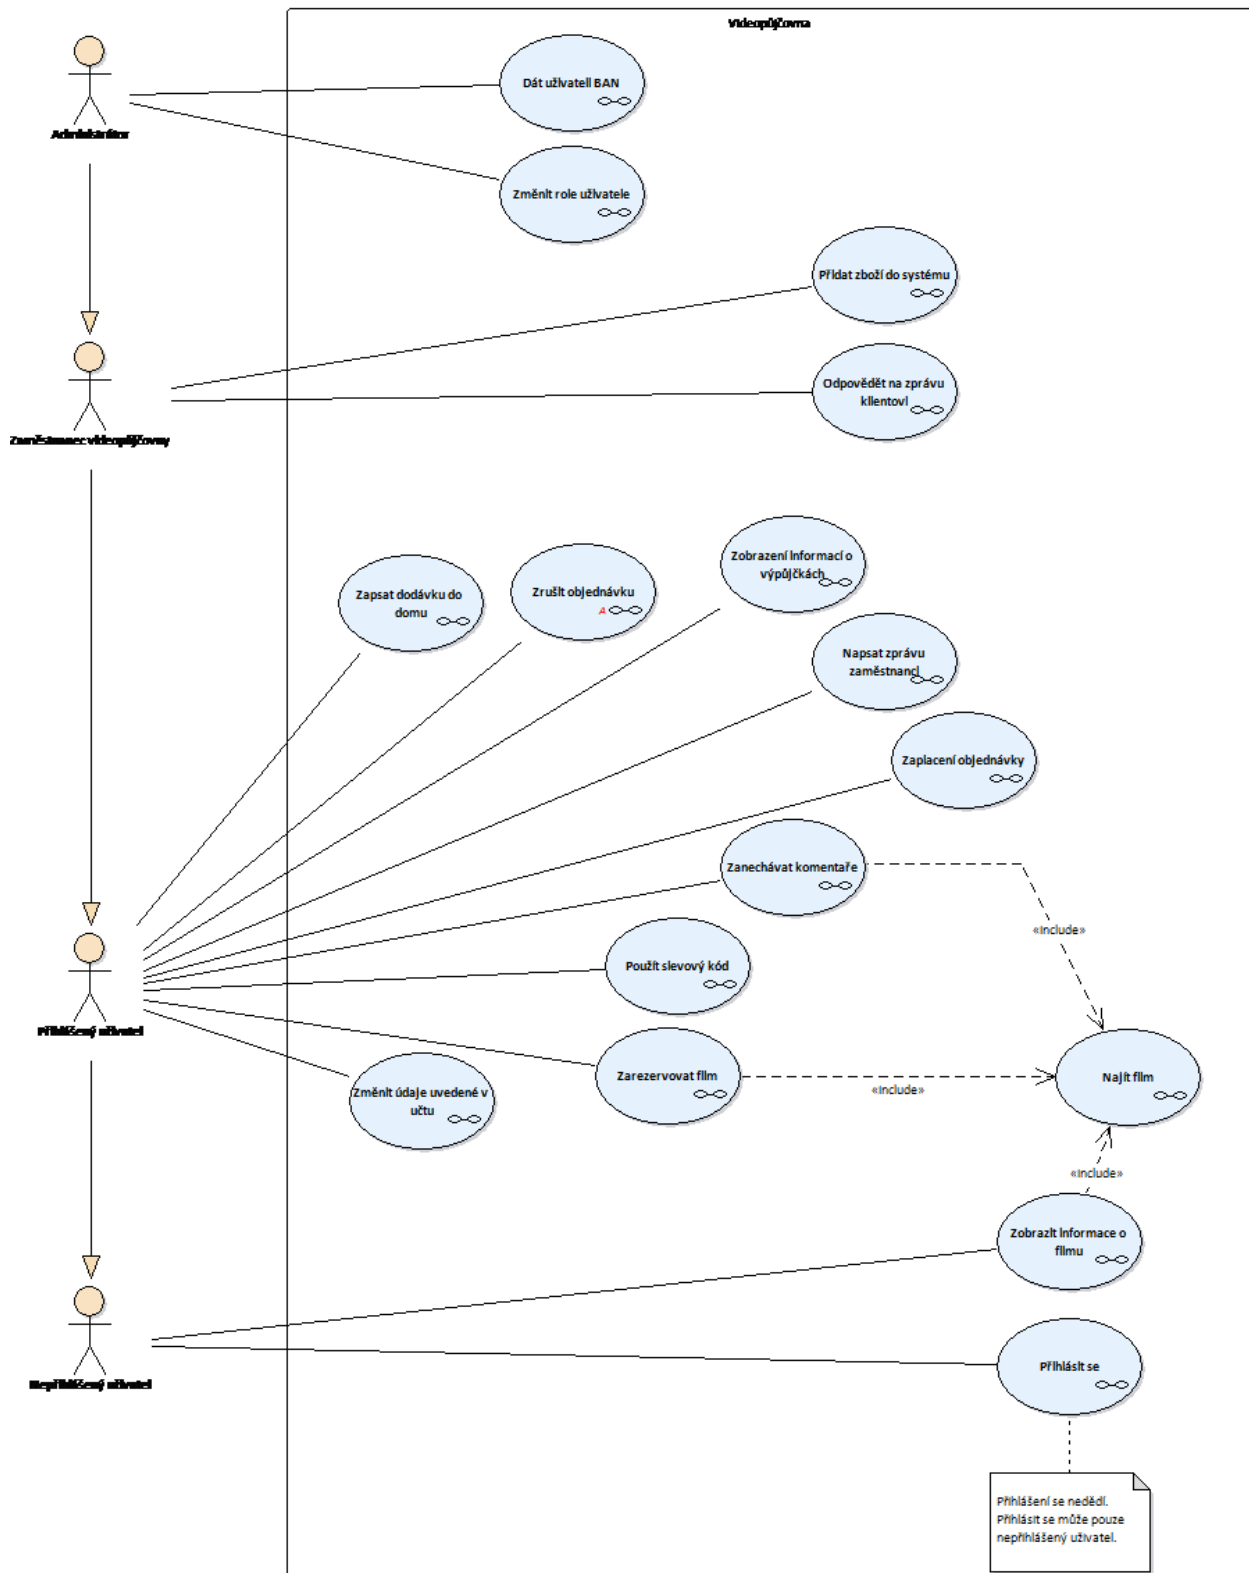 Videopůjčovna
Administrátor
Dát uživateli BAN
Změnit role uživatele
Přidat zboží do systému
Zaměstnanec videopůjčovny
Odpovědět na zprávu
klientovi
Zapsat dodávku do
domu
Zrušit objednávku
A
Zobrazení informací o
výpůjčkách
Napsat zprávu
zaměstnanci
Zaplacení objednávky
Zanechávat komentaře
«include»
Použít slevový kód
Přihlášený uživatel
Zarezervovat film
«include»
Najít film
Změnit údaje uvedené v
učtu
«include»
Zobrazit informace o
filmu
Nepřihlášený uživatel
Přihlásit se
Přihlášení se nedědí.
Přihlásit se může pouze
nepřihlášený uživatel.